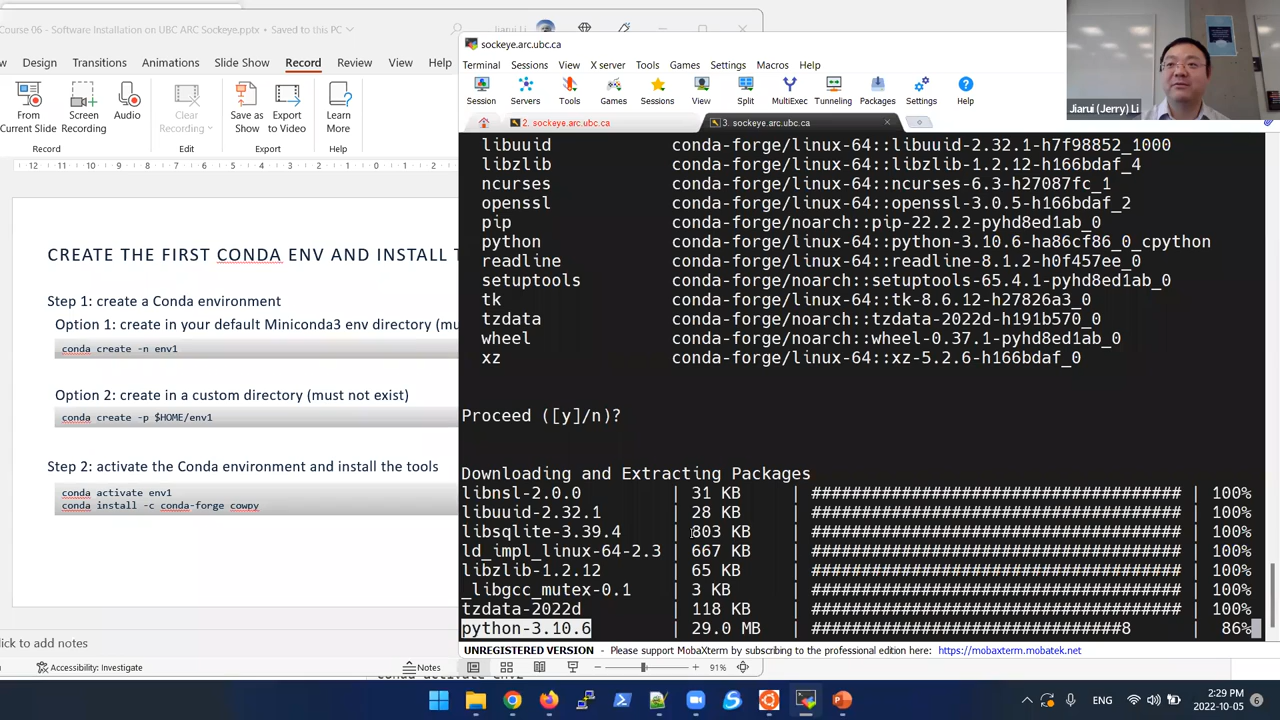 Course 06 - Software Installation on UBC ARC Sockeye.pptx - Saved to this PC
Jiarui Li
Design Transitions Animations Slide Show Record Review View Help
From Current Slide
Screen Recording
Audio
Clear Recording
Save as Show
Export to Video
Learn More
Record Edit Export Help
12 11 10 9 8 7 6 5 4 3 2 1
CREATE THE FIRST CONDA ENV AND INSTALL T
Step 1: create a Conda environment
Option 1: create in your default Miniconda3 env directory (mu
conda create -n env1
Option 2: create in a custom directory (must not exist)
conda create -p $HOME/env1
Step 2: activate the Conda environment and install the tools
conda activate env1
conda install -c conda-forge cowpy
to add notes
Accessibility: Investigate
Notes
91%
sockeye.arc.ubc.ca
Terminal Sessions View X server Tools Games Settings Macros Help
Session Servers Tools Games Sessions View Split MultiExec Tunneling Packages Settings Help
2. sockeye.arc.ubc.ca
3. sockeye.arc.ubc.ca
libuuid conda-forge/linux-64::libuuid-2.32.1-h7f98852_1000
libzlib conda-forge/linux-64::libzlib-1.2.12-h166bdaf_4
ncurses conda-forge/linux-64::ncurses-6.3-h27087fc_1
openssl conda-forge/linux-64::openssl-3.0.5-h166bdaf_2
pip conda-forge/noarch::pip-22.2.2-pyhd8ed1ab_0
python conda-forge/linux-64::python-3.10.6-ha86cf86_0_cpython
readline conda-forge/linux-64::readline-8.1.2-h0f457ee_0
setuptools conda-forge/noarch::setuptools-65.4.1-pyhd8ed1ab_0
tk conda-forge/linux-64::tk-8.6.12-h27826a3_0
tzdata conda-forge/noarch::tzdata-2022d-h191b570_0
wheel conda-forge/noarch::wheel-0.37.1-pyhd8ed1ab_0
xz conda-forge/linux-64::xz-5.2.6-h166bdaf_0
Proceed ([y]/n)?
Downloading and Extracting Packages
libnsl-2.0.0 | 31 KB | ##################################### | 100%
libuuid-2.32.1 | 28 KB | ##################################### | 100%
libsqlite-3.39.4 | 803 KB | ##################################### | 100%
ld_impl_linux-64-2.3 | 667 KB | ##################################### | 100%
libzlib-1.2.12 | 65 KB | ##################################### | 100%
_libgcc_mutex-0.1 | 3 KB | ##################################### | 100%
tzdata-2022d | 118 KB | ##################################### | 100%
python-3.10.6 | 29.0 MB | ###############################8 | 86%
UNREGISTERED VERSION - Please support MobaXterm by subscribing to the professional edition here: https://mobaxterm.mobatek.net
Jiarui (Jerry) Li
ENG
2:29 PM
2022-10-05
6